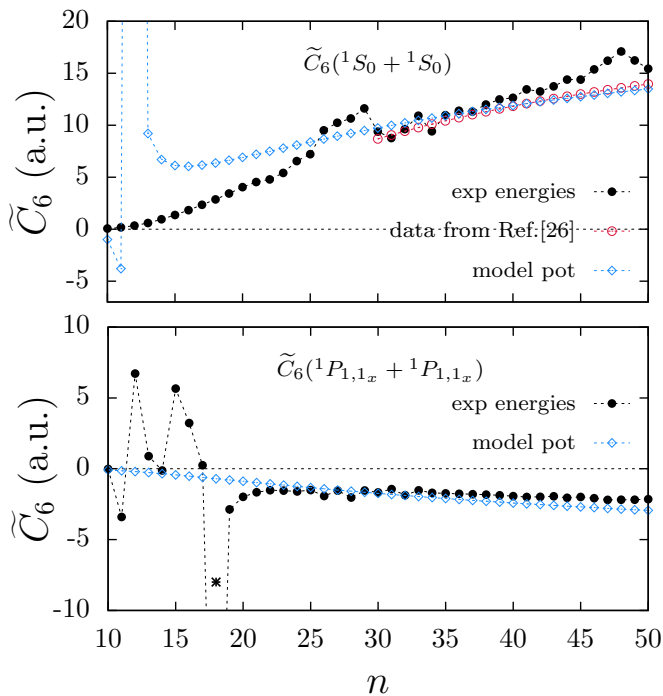 20
15
10
5
0
-5
C̃₆ (a.u.)
C̃₆(¹S₀ + ¹S₀)
exp energies
data from Ref.[26]
model pot
10
5
0
-5
-10
C̃₆ (a.u.)
C̃₆(¹P₁,₁ₓ + ¹P₁,₁ₓ)
exp energies
model pot
10 15 20 25 30 35 40 45 50
n